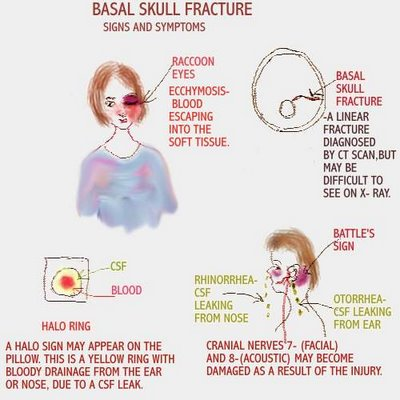 BASAL SKULL FRACTURE
SIGNS AND SYMPTOMS
RACCOON
EYES
ECCHYMOSIS-
BLOOD
ESCAPING
INTO THE
SOFT TISSUE.
BASAL
SKULL
FRACTURE
-A LINEAR
FRACTURE
DIAGNOSED
BY CT SCAN,BUT
MAY BE
DIFFICULT TO
SEE ON X- RAY.
CSF
BLOOD
HALO RING
A HALO SIGN MAY APPEAR ON THE
PILLOW. THIS IS A YELLOW RING WITH
BLOODY DRAINAGE FROM THE EAR
OR NOSE, DUE TO A CSF LEAK.
BATTLE'S
SIGN
RHINORRHEA-
CSF
LEAKING
FROM NOSE
OTORRHEA-
CSF LEAKING
FROM EAR
CRANIAL NERVES 7- (FACIAL)
AND 8-(ACOUSTIC) MAY BECOME
DAMAGED AS A RESULT OF THE INJURY.